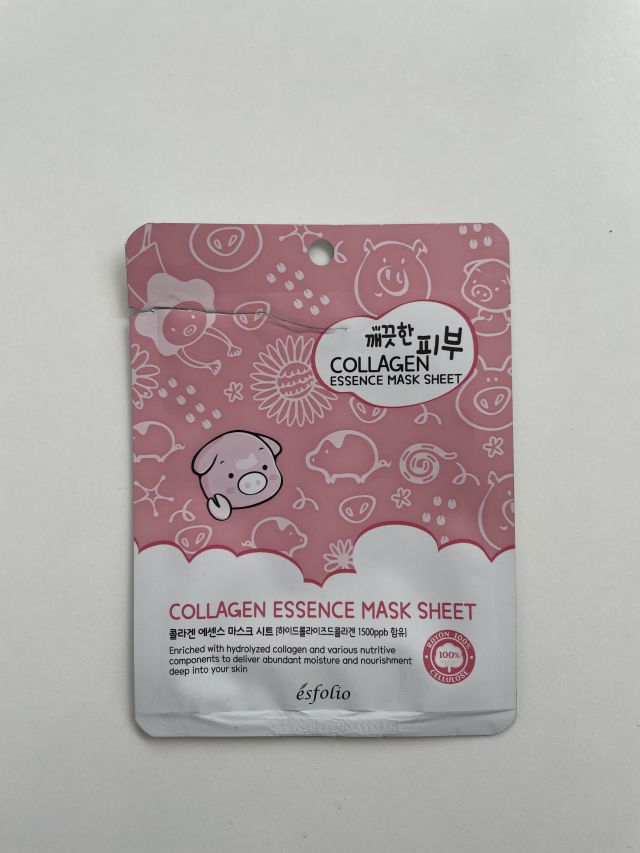 깨끗한 피부
COLLAGEN
ESSENCE MASK SHEET
COLLAGEN ESSENCE MASK SHEET
콜라겐 에센스 마스크 시트 [하이드롤라이즈드콜라겐 1500ppb 함유]
Enriched with hydrolyzed collagen and various nutritive
components to deliver abundant moisture and nourishment
deep into your skin
ROYON 100%
100%
CELLULOSE
esfolio